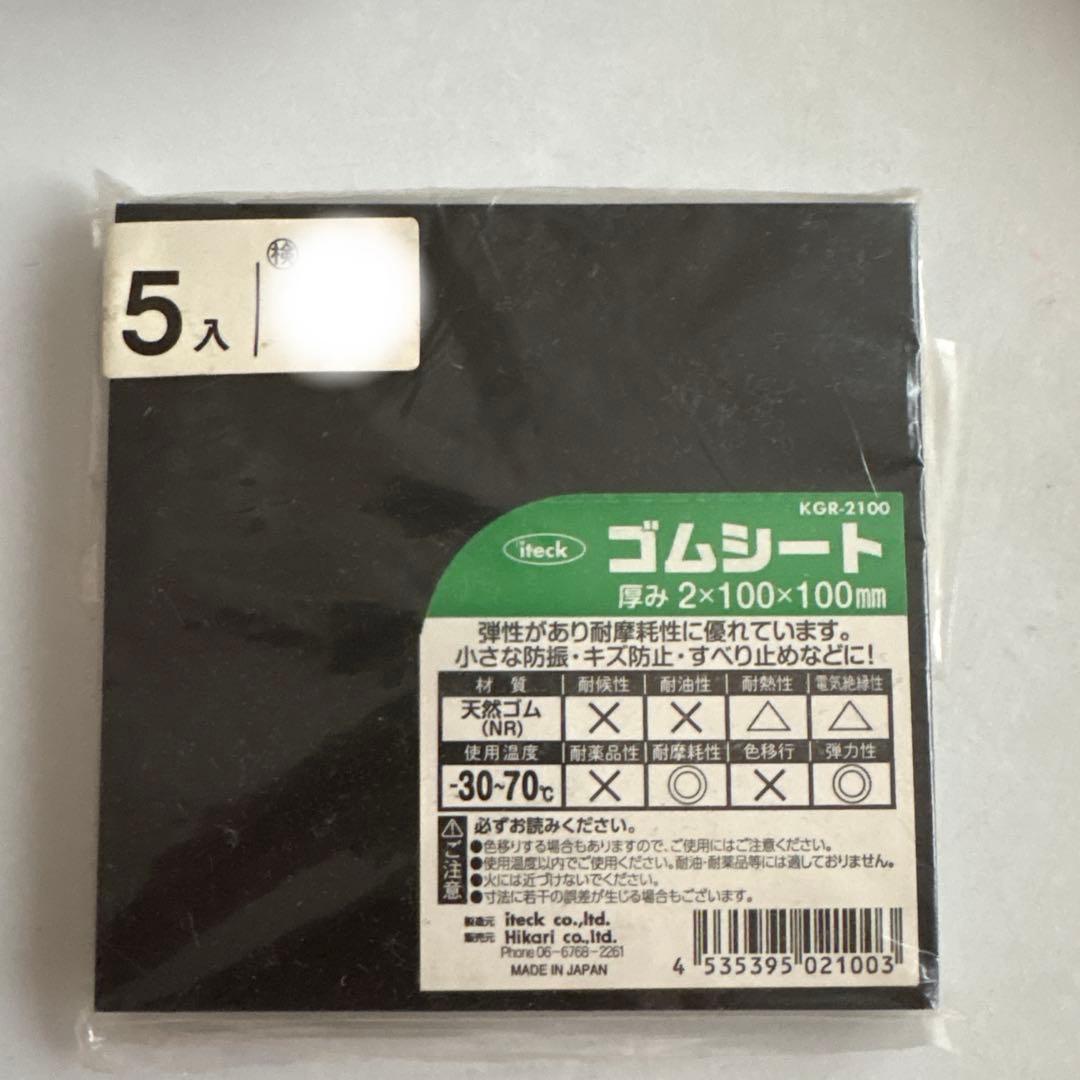 5入
検
KGR-2100
iteck
ゴムシート
厚み 2×100×100mm
弾性があり耐摩耗性に優れています。
小さな防振・キズ防止・すべり止めなどに!
材質 耐候性 耐油性 耐熱性 電気絶縁性
天然ゴム(NR) × × △ △
使用温度 耐薬品性 耐摩耗性 色移行 弾力性
-30~70℃ × ◎ × ◎
⚠ご注意
必ずお読みください。
●色移りする場合もありますので、ご使用にはご注意ください。
●使用温度以内でご使用ください。耐油・耐薬品等には適しておりません。
●火には近づけないでください。
●寸法に若干の誤差が生じる場合もございます。
製造元 iteck co.,ltd.
販売元 Hikari co.,ltd.
Phone 06-6768-2261
MADE IN JAPAN
4 535395 021003